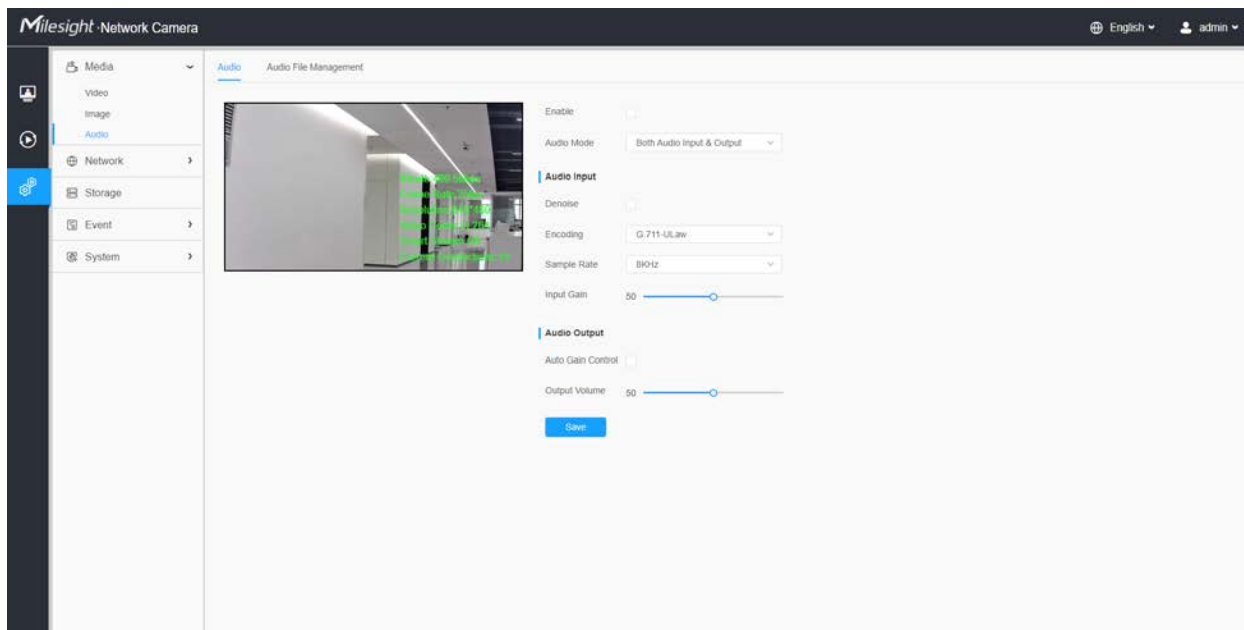 Milesight ·Network Camera
English
admin
Media
Video
Image
Audio
Network
Storage
Event
System
Audio Audio File Management
Enable
Audio Mode Both Audio Input & Output
Audio Input
Denoise
Encoding G.711-ULaw
Sample Rate 8KHz
Input Gain 50
Audio Output
Auto Gain Control
Output Volume 50
Save